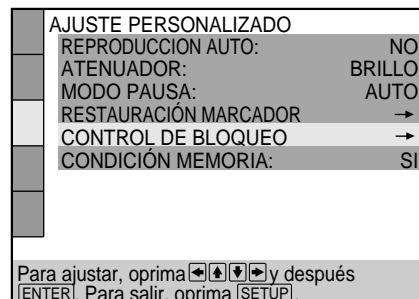 AJUSTE PERSONALIZADO
REPRODUCCION AUTO: NO
ATENUADOR: BRILLO
MODO PAUSA: AUTO
RESTAURACIÓN MARCADOR →
CONTROL DE BLOQUEO →
CONDICIÓN MEMORIA: SI
Para ajustar, oprima ← ↑ ↓ → y después
ENTER. Para salir, oprima SETUP.